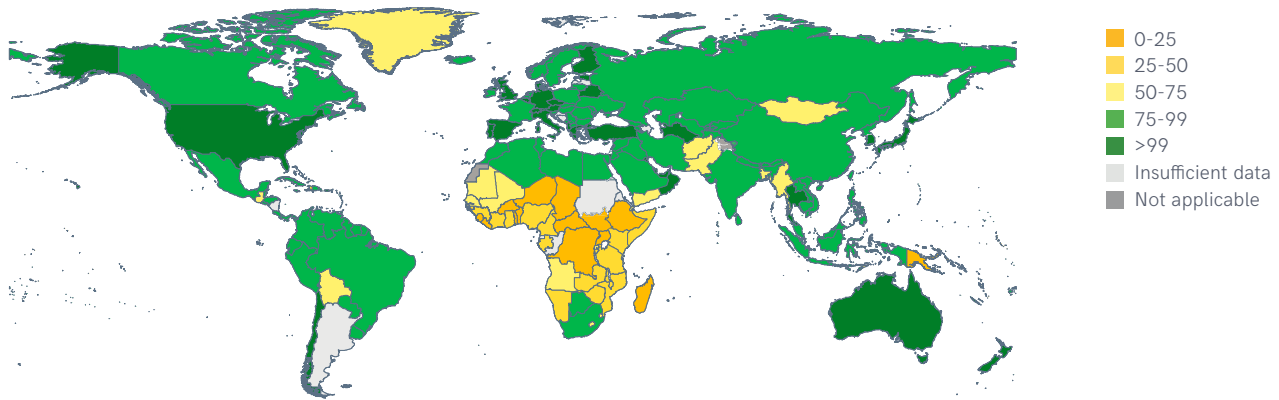 0-25
25-50
50-75
75-99
>99
Insufficient data
Not applicable